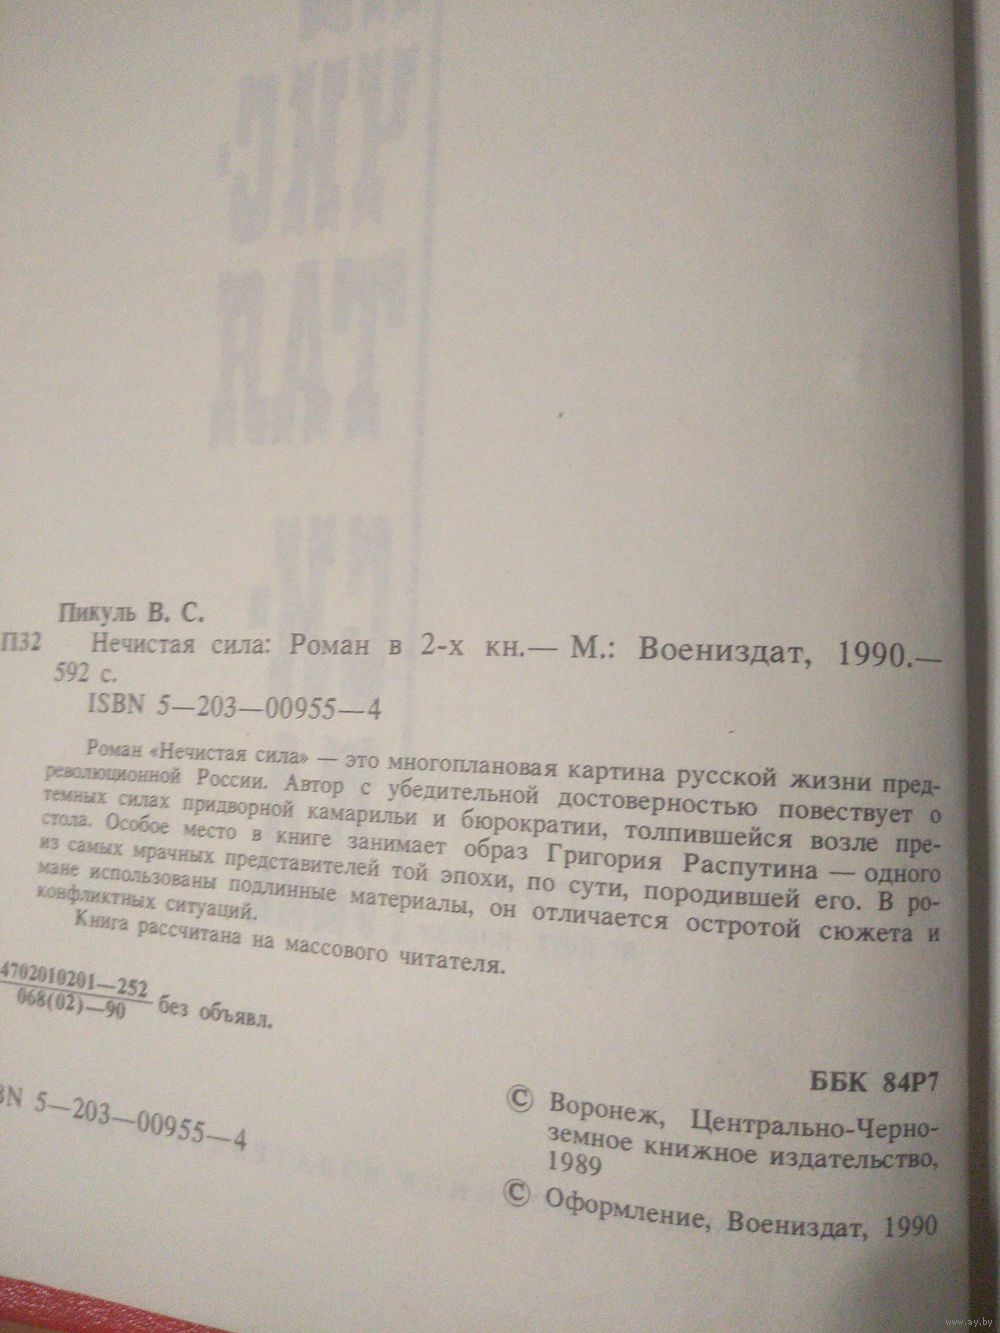 Пикуль В. С.
П32 Нечистая сила: Роман в 2-х кн.— М.: Воениздат, 1990.—
592 с.
ISBN 5—203—00955—4
Роман «Нечистая сила» — это многоплановая картина русской жизни пред-
революционной России. Автор с убедительной достоверностью повествует о
темных силах придворной камарильи и бюрократии, толпившейся возле пре-
стола. Особое место в книге занимает образ Григория Распутина — одного
из самых мрачных представителей той эпохи, по сути, породившей его. В ро-
мане использованы подлинные материалы, он отличается остротой сюжета и
конфликтных ситуаций.
Книга рассчитана на массового читателя.
4702010201—252
068(02)—90 без объявл.
ББК 84Р7
BN 5—203—00955—4
© Воронеж, Центрально-Черно-
земное книжное издательство,
1989
© Оформление, Воениздат, 1990
www.ay.by